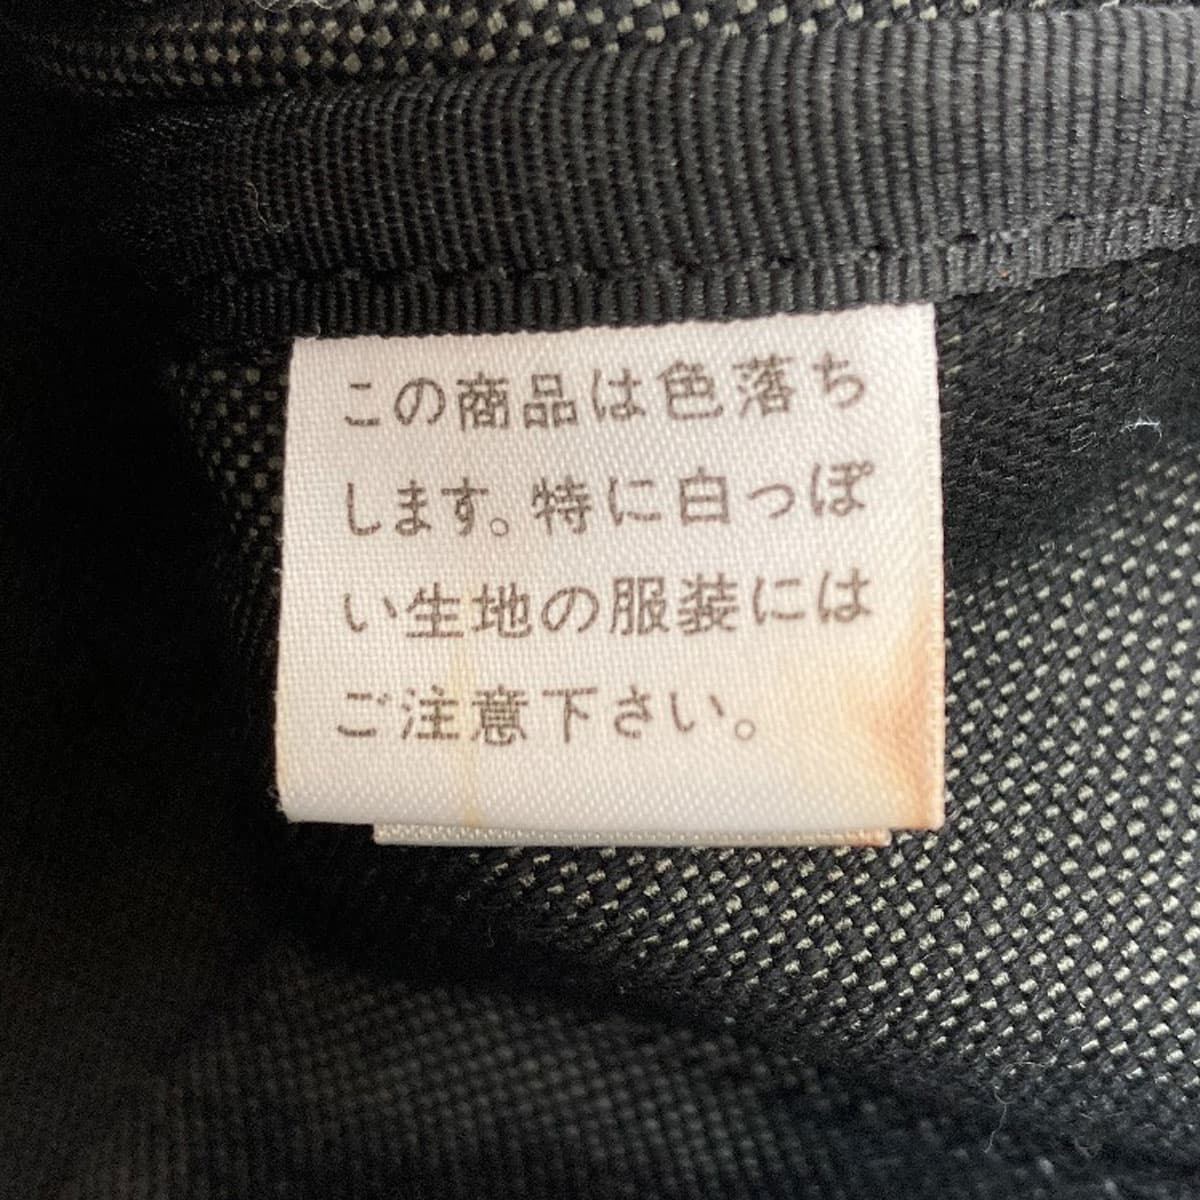 この商品は色落ち
します。特に白っぽ
い生地の服装には
ご注意下さい。